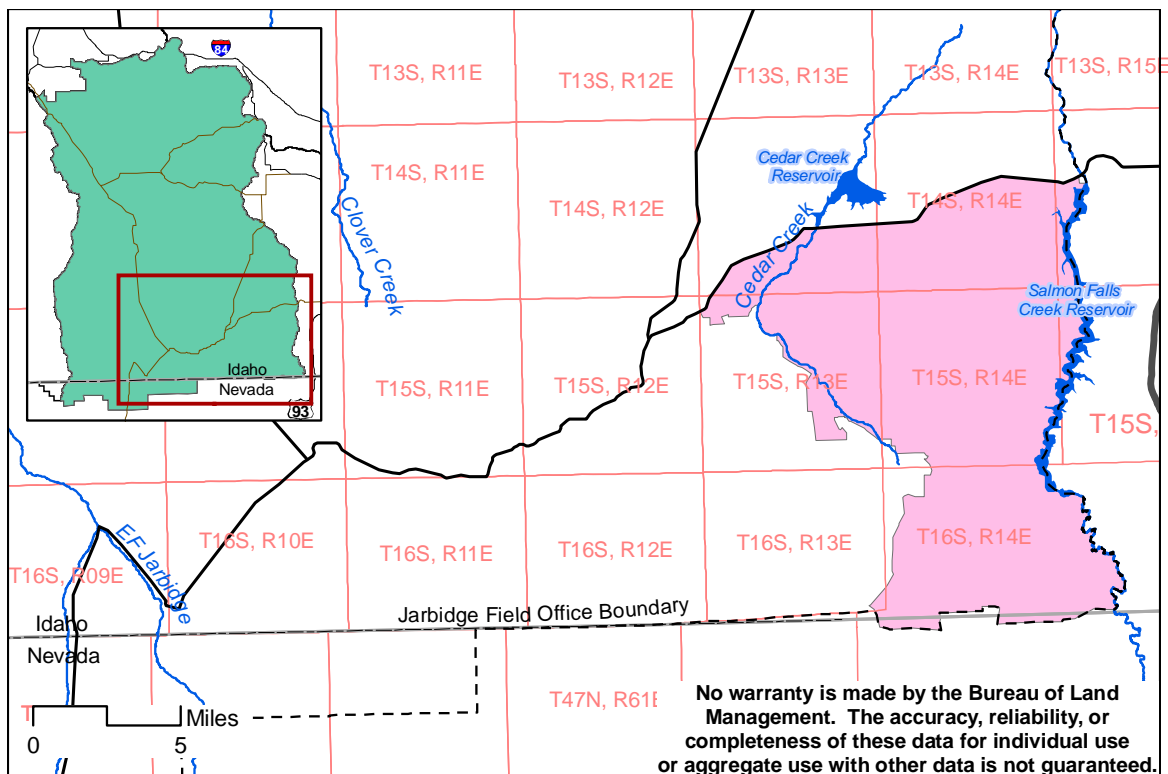 84
Idaho
Nevada
93
T13S, R11E
T13S, R12E
T13S, R13E
T13S, R14E
T13S, R15E
Cedar Creek
Reservoir
T14S, R11E
T14S, R12E
T14S, R14E
Clover Creek
Cedar Creek
Salmon Falls
Creek Reservoir
T15S, R11E
T15S, R12E
T15S, R13E
T15S, R14E
T15S,
EF Jarbidge
T16S, R09E
T16S, R10E
T16S, R11E
T16S, R12E
T16S, R13E
T16S, R14E
Jarbidge Field Office Boundary
Idaho
Nevada
T47N, R61E
T
Miles
0
5
No warranty is made by the Bureau of Land
Management. The accuracy, reliability, or
completeness of these data for individual use
or aggregate use with other data is not guaranteed.